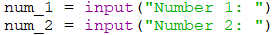 num_1 = input("Number 1: ")
num_2 = input("Number 2: ")